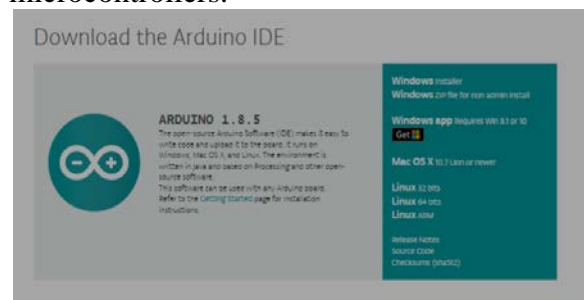 microcontrollers.
Download the Arduino IDE
ARDUINO 1.8.5
The open-source Arduino Software (IDE) makes it easy to
write code and upload it to the board. It runs on
Windows, Mac OS X, and Linux. The environment is
written in Java and based on Processing and other open-
source software.
This software can be used with any Arduino board.
Refer to the Getting Started page for installation
instructions.
Windows Installer
Windows ZIP file for non admin install
Windows app Requires Win 8.1 or 10
Get
Mac OS X 10.7 Lion or newer
Linux 32 bits
Linux 64 bits
Linux ARM
Release Notes
Source Code
Checksums (sha512)